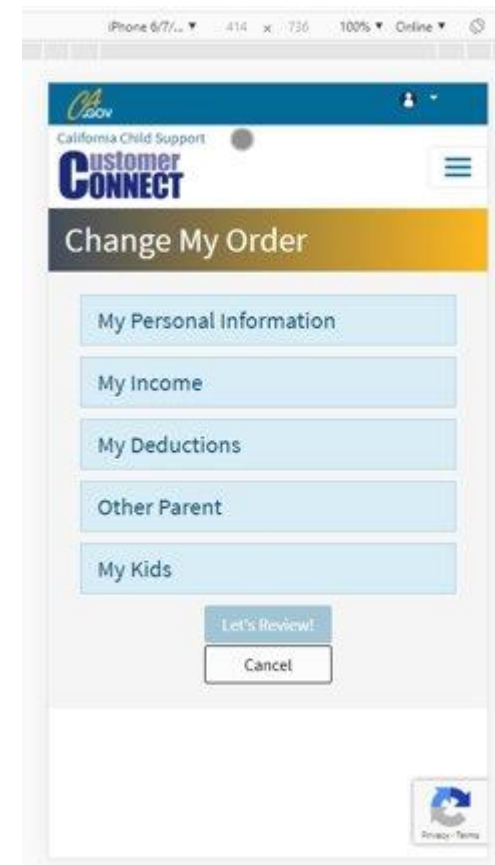 iPhone 6/7/... ▼ 414 x 736 100% ▼ Online ▼
CA.GOV
California Child Support
Customer
CONNECT
Change My Order
My Personal Information
My Income
My Deductions
Other Parent
My Kids
Let's Review!
Cancel
Privacy - Terms